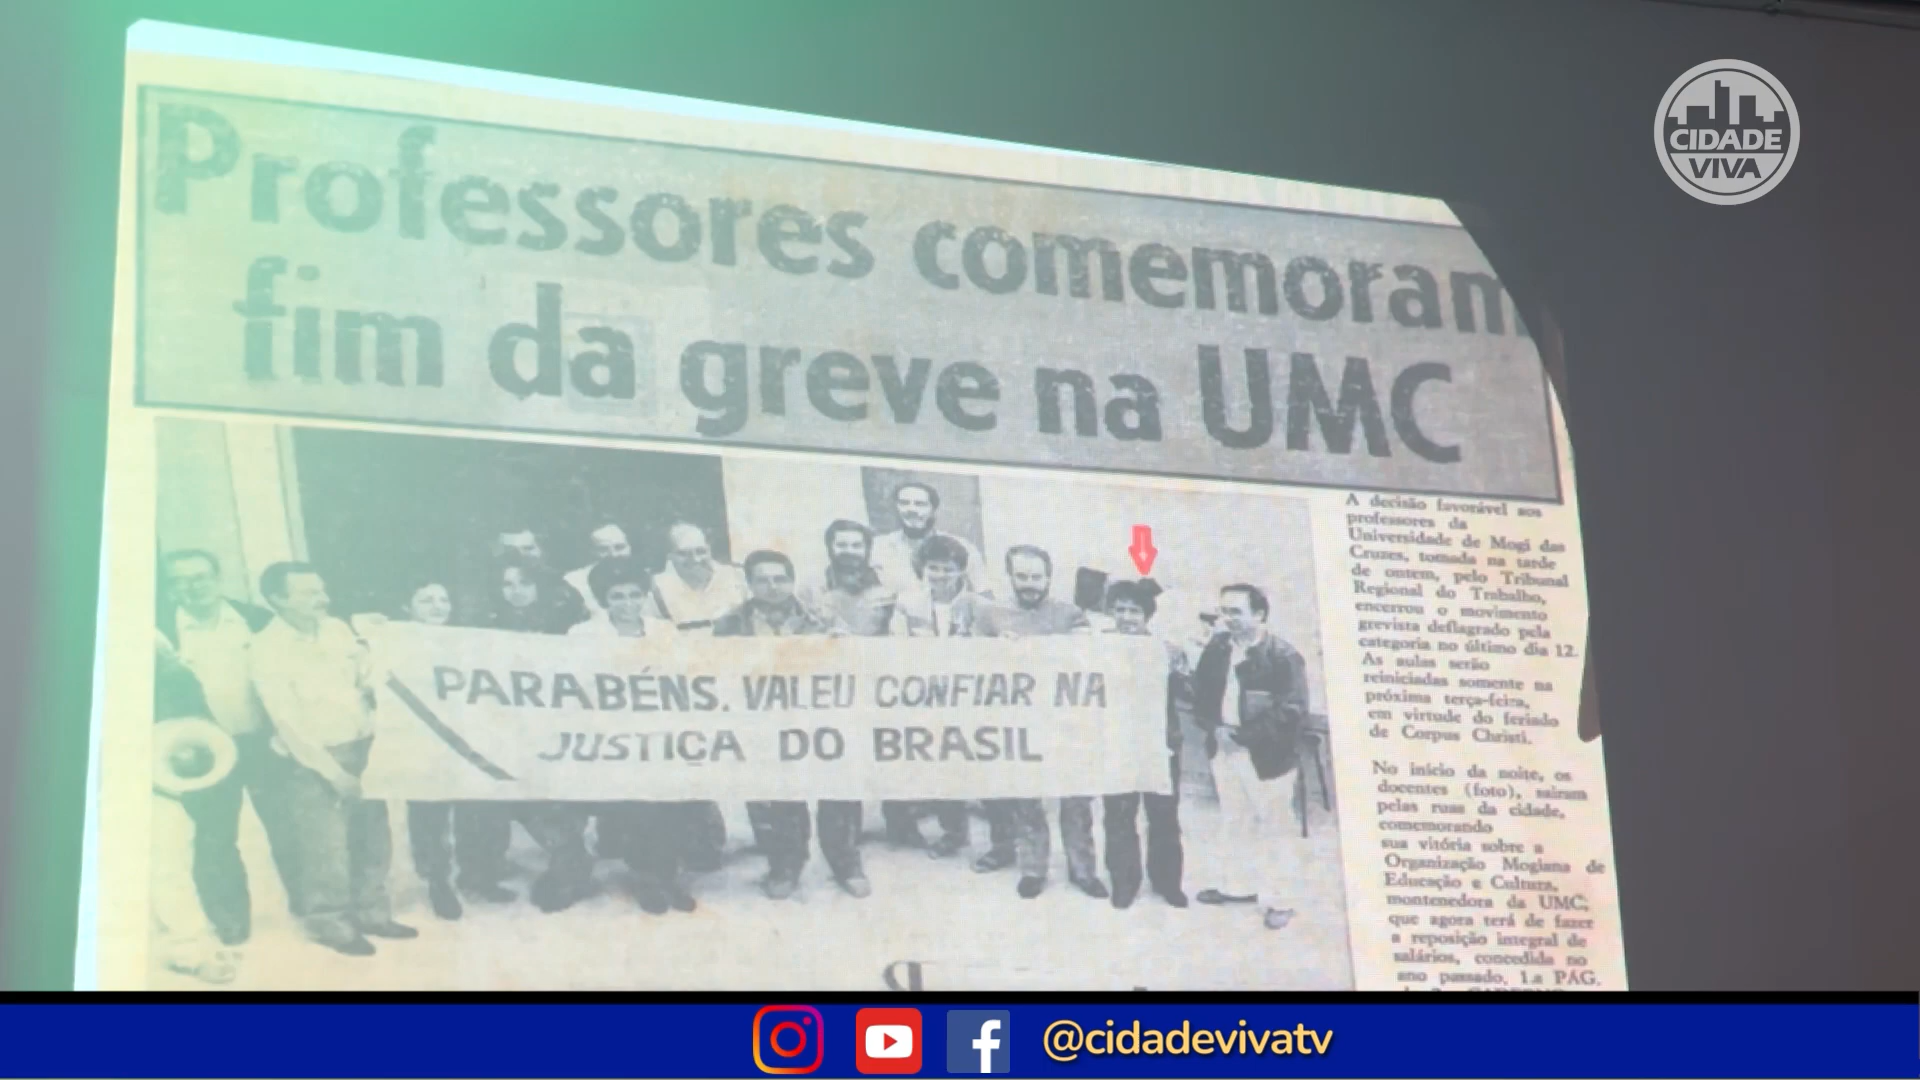 CIDADE
VIVA
Professores comemoram
fim da greve na UMC
PARABÉNS. VALEU CONFIAR NA
JUSTIÇA DO BRASIL
A decisão favorável aos
professores da
Universidade de Mogi das
Cruzes, tomada na tarde
de ontem, pelo Tribunal
Regional do Trabalho,
encerrou o movimento
grevista deflagrado pela
categoria no último dia 12.
As aulas serão
reiniciadas somente na
próxima terça-feira,
em virtude do feriado
de Corpus Christi.
No início da noite, os
docentes (foto), saíram
pelas ruas da cidade,
comemorando
sua vitória sobre a
Organização Mogiana de
Educação e Cultura,
montenedora da UMC,
que agora terá de fazer
a reposição integral de
salários, concedida no
ano passado. 1.a PÁG.
@cidadevivatv